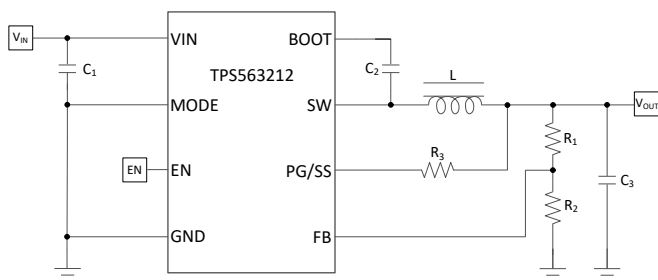 VIN VIN BOOT
C1 TPS563212 C2 L
MODE SW VOUT
R1
EN EN PG/SS R3 C3
R2
GND FB